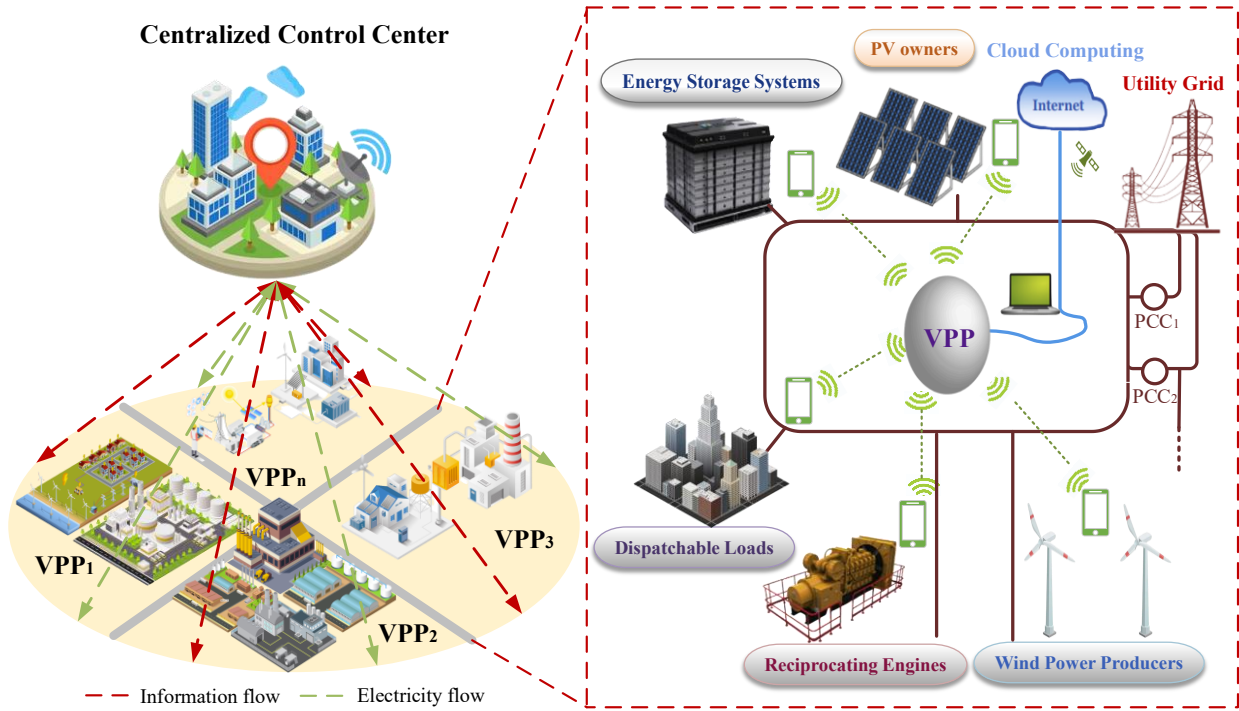 Centralized Control Center
VPP₁
VPPₙ
VPP₂
VPP₃
Information flow
Electricity flow
PV owners
Cloud Computing
Energy Storage Systems
Internet
Utility Grid
VPP
PCC₁
PCC₂
Dispatchable Loads
Reciprocating Engines
Wind Power Producers